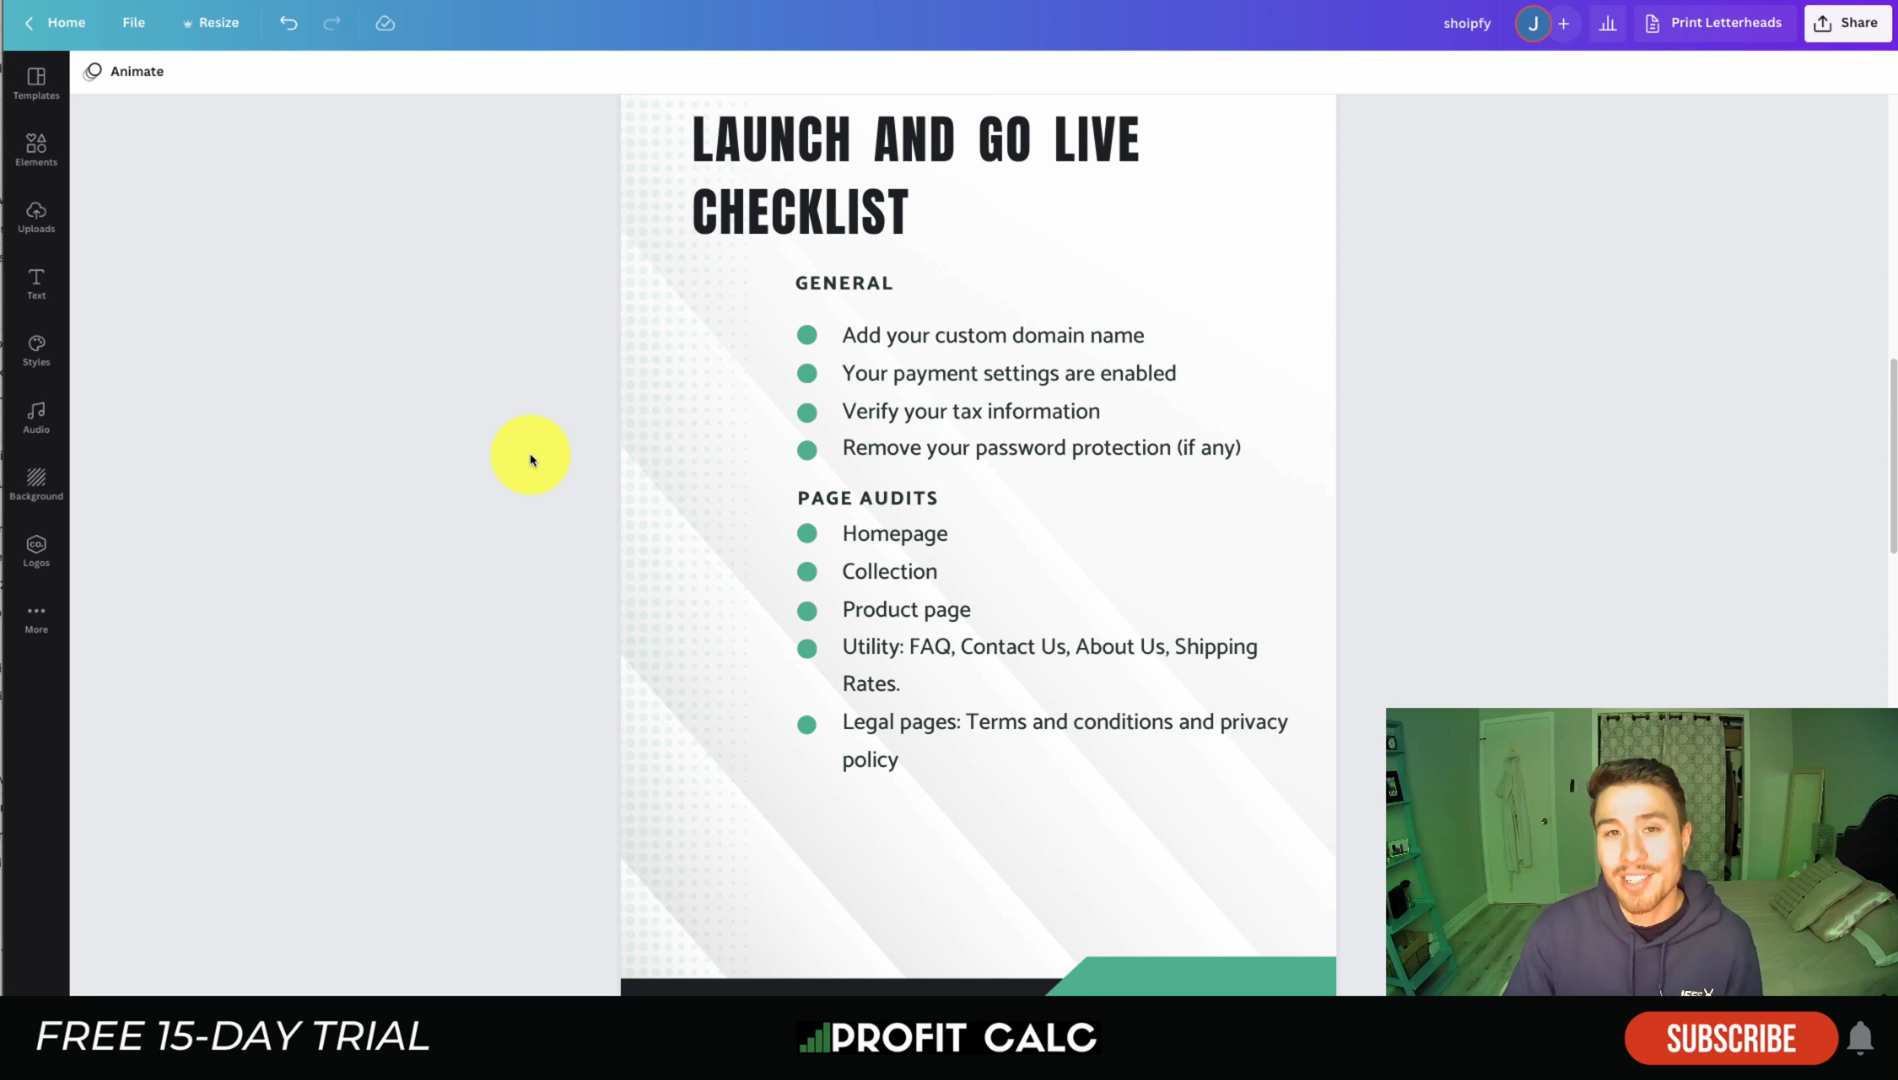 Home File Resize shoipfy J + Print Letterheads Share
Animate
Templates
Elements
Uploads
Text
Styles
Audio
Background
CO.
Logos
More
LAUNCH AND GO LIVE
CHECKLIST
GENERAL
Add your custom domain name
Your payment settings are enabled
Verify your tax information
Remove your password protection (if any)
PAGE AUDITS
Homepage
Collection
Product page
Utility: FAQ, Contact Us, About Us, Shipping
Rates.
Legal pages: Terms and conditions and privacy
policy
FREE 15-DAY TRIAL
PROFIT CALC
SUBSCRIBE